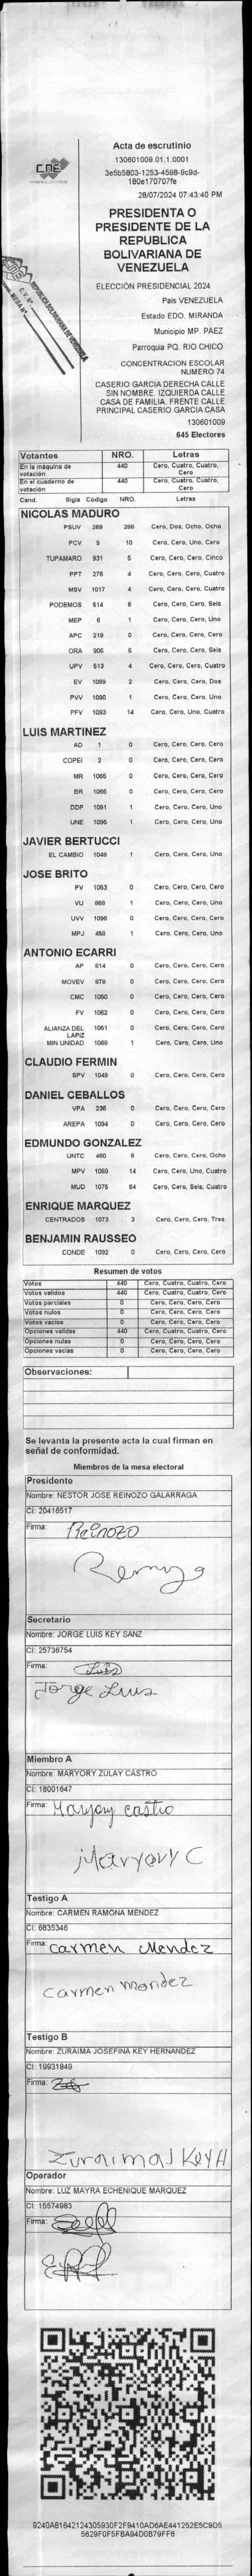 CNE
Acta de escrutinio
130601009.01.1.0001
3e5b5803-1253-4598-9c9d-
180e170707fe
28/07/2024 07:43:40 PM
PRESIDENTA O
PRESIDENTE DE LA
REPUBLICA
BOLIVARIANA DE
VENEZUELA
ELECCIÓN PRESIDENCIAL 2024
Pais VENEZUELA
Estado EDO. MIRANDA
Municipio MP. PAEZ
Parroquia PQ. RIO CHICO
CONCENTRACION ESCOLAR
NUMERO 74
CASERIO GARCIA DERECHA CALLE
SIN NOMBRE. IZQUIERDA CALLE
CASA DE FAMILIA. FRENTE CALLE
PRINCIPAL CASERIO GARCIA CASA
130601009
645 Electores
Votantes NRO. Letras
En la máquina de votación 440 Cero, Cuatro, Cuatro, Cero
En el cuaderno de votación 440 Cero, Cuatro, Cuatro, Cero
Cand. Sigla Código NRO. Letras
NICOLAS MADURO
PSUV 269 288 Cero, Dos, Ocho, Ocho
PCV 9 10 Cero, Cero, Uno, Cero
TUPAMARO 931 5 Cero, Cero, Cero, Cinco
PPT 276 4 Cero, Cero, Cero, Cuatro
MSV 1017 4 Cero, Cero, Cero, Cuatro
PODEMOS 514 6 Cero, Cero, Cero, Seis
MEP 6 1 Cero, Cero, Cero, Uno
APC 219 0 Cero, Cero, Cero, Cero
ORA 906 6 Cero, Cero, Cero, Seis
UPV 513 4 Cero, Cero, Cero, Cuatro
EV 1089 2 Cero, Cero, Cero, Dos
PVV 1090 1 Cero, Cero, Cero, Uno
PFV 1093 14 Cero, Cero, Uno, Cuatro
LUIS MARTINEZ
AD 1 0 Cero, Cero, Cero, Cero
COPEI 2 0 Cero, Cero, Cero, Cero
MR 1065 0 Cero, Cero, Cero, Cero
BR 1066 0 Cero, Cero, Cero, Cero
DDP 1091 1 Cero, Cero, Cero, Uno
UNE 1095 1 Cero, Cero, Cero, Uno
JAVIER BERTUCCI
EL CAMBIO 1048 1 Cero, Cero, Cero, Uno
JOSE BRITO
PV 1053 0 Cero, Cero, Cero, Cero
VU 868 1 Cero, Cero, Cero, Uno
UVV 1096 0 Cero, Cero, Cero, Cero
MPJ 459 1 Cero, Cero, Cero, Uno
ANTONIO ECARRI
AP 814 0 Cero, Cero, Cero, Cero
MOVEV 878 0 Cero, Cero, Cero, Cero
CMC 1050 0 Cero, Cero, Cero, Cero
FV 1062 0 Cero, Cero, Cero, Cero
ALIANZA DEL LAPIZ 1051 0 Cero, Cero, Cero, Cero
MIN UNIDAD 1069 1 Cero, Cero, Cero, Uno
CLAUDIO FERMIN
SPV 1049 0 Cero, Cero, Cero, Cero
DANIEL CEBALLOS
VPA 236 0 Cero, Cero, Cero, Cero
AREPA 1094 0 Cero, Cero, Cero, Cero
EDMUNDO GONZALEZ
UNTC 460 8 Cero, Cero, Cero, Ocho
MPV 1069 14 Cero, Cero, Uno, Cuatro
MUD 1075 64 Cero, Cero, Seis, Cuatro
ENRIQUE MARQUEZ
CENTRADOS 1073 3 Cero, Cero, Cero, Tres
BENJAMIN RAUSSEO
CONDE 1092 0 Cero, Cero, Cero, Cero
Resumen de votos
Votos 440 Cero, Cuatro, Cuatro, Cero
Votos validos 440 Cero, Cuatro, Cuatro, Cero
Votos parciales 0 Cero, Cero, Cero, Cero
Votos nulos 0 Cero, Cero, Cero, Cero
Votos vacios 0 Cero, Cero, Cero, Cero
Opciones validas 440 Cero, Cuatro, Cuatro, Cero
Opciones nulas 0 Cero, Cero, Cero, Cero
Opciones vacias 0 Cero, Cero, Cero, Cero
Observaciones:
Se levanta la presente acta la cual firman en
señal de conformidad.
Miembros de la mesa electoral
Presidente
Nombre: NESTOR JOSE REINOZO GALARRAGA
CI: 20416517
Firma: Reinozo
Secretario
Nombre: JORGE LUIS KEY SANZ
CI: 25736754
Firma: Luis
Jorge Luis
Miembro A
Nombre: MARYORY ZULAY CASTRO
CI: 18001647
Firma: Maryory castro
Maryory C
Testigo A
Nombre: CARMEN RAMONA MENDEZ
CI: 6835346
Firma: carmen Mendez
carmen mendez
Testigo B
Nombre: ZURAIMA JOSEFINA KEY HERNANDEZ
CI: 19931849
Firma:
Zuraima J Key H
Operador
Nombre: LUZ MAYRA ECHENIQUE MARQUEZ
CI: 15574983
Firma:
9240A81642124305930F2F9410AD6AE441252E5C9D5
5629F0F5FBA94D0B79FF6